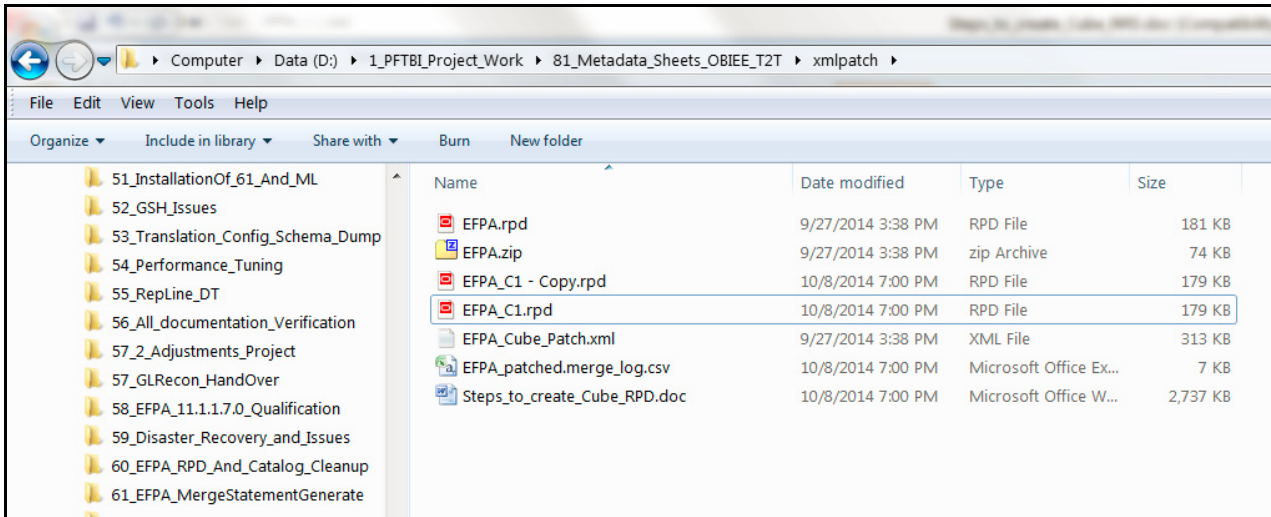 Steps_to_create_Cube_RPD.doc [Compatibility
Computer ▸ Data (D:) ▸ 1_PFTBI_Project_Work ▸ 81_Metadata_Sheets_OBIEE_T2T ▸ xmlpatch ▸
File Edit View Tools Help
Organize Include in library Share with Burn New folder
51_InstallationOf_61_And_ML
52_GSH_Issues
53_Translation_Config_Schema_Dump
54_Performance_Tuning
55_RepLine_DT
56_All_documentation_Verification
57_2_Adjustments_Project
57_GLRecon_HandOver
58_EFPA_11.1.1.7.0_Qualification
59_Disaster_Recovery_and_Issues
60_EFPA_RPD_And_Catalog_Cleanup
61_EFPA_MergeStatementGenerate
Name Date modified Type Size
EFPA.rpd 9/27/2014 3:38 PM RPD File 181 KB
EFPA.zip 9/27/2014 3:38 PM zip Archive 74 KB
EFPA_C1 - Copy.rpd 10/8/2014 7:00 PM RPD File 179 KB
EFPA_C1.rpd 10/8/2014 7:00 PM RPD File 179 KB
EFPA_Cube_Patch.xml 9/27/2014 3:38 PM XML File 313 KB
EFPA_patched.merge_log.csv 10/8/2014 7:00 PM Microsoft Office Ex... 7 KB
Steps_to_create_Cube_RPD.doc 10/8/2014 7:00 PM Microsoft Office W... 2,737 KB